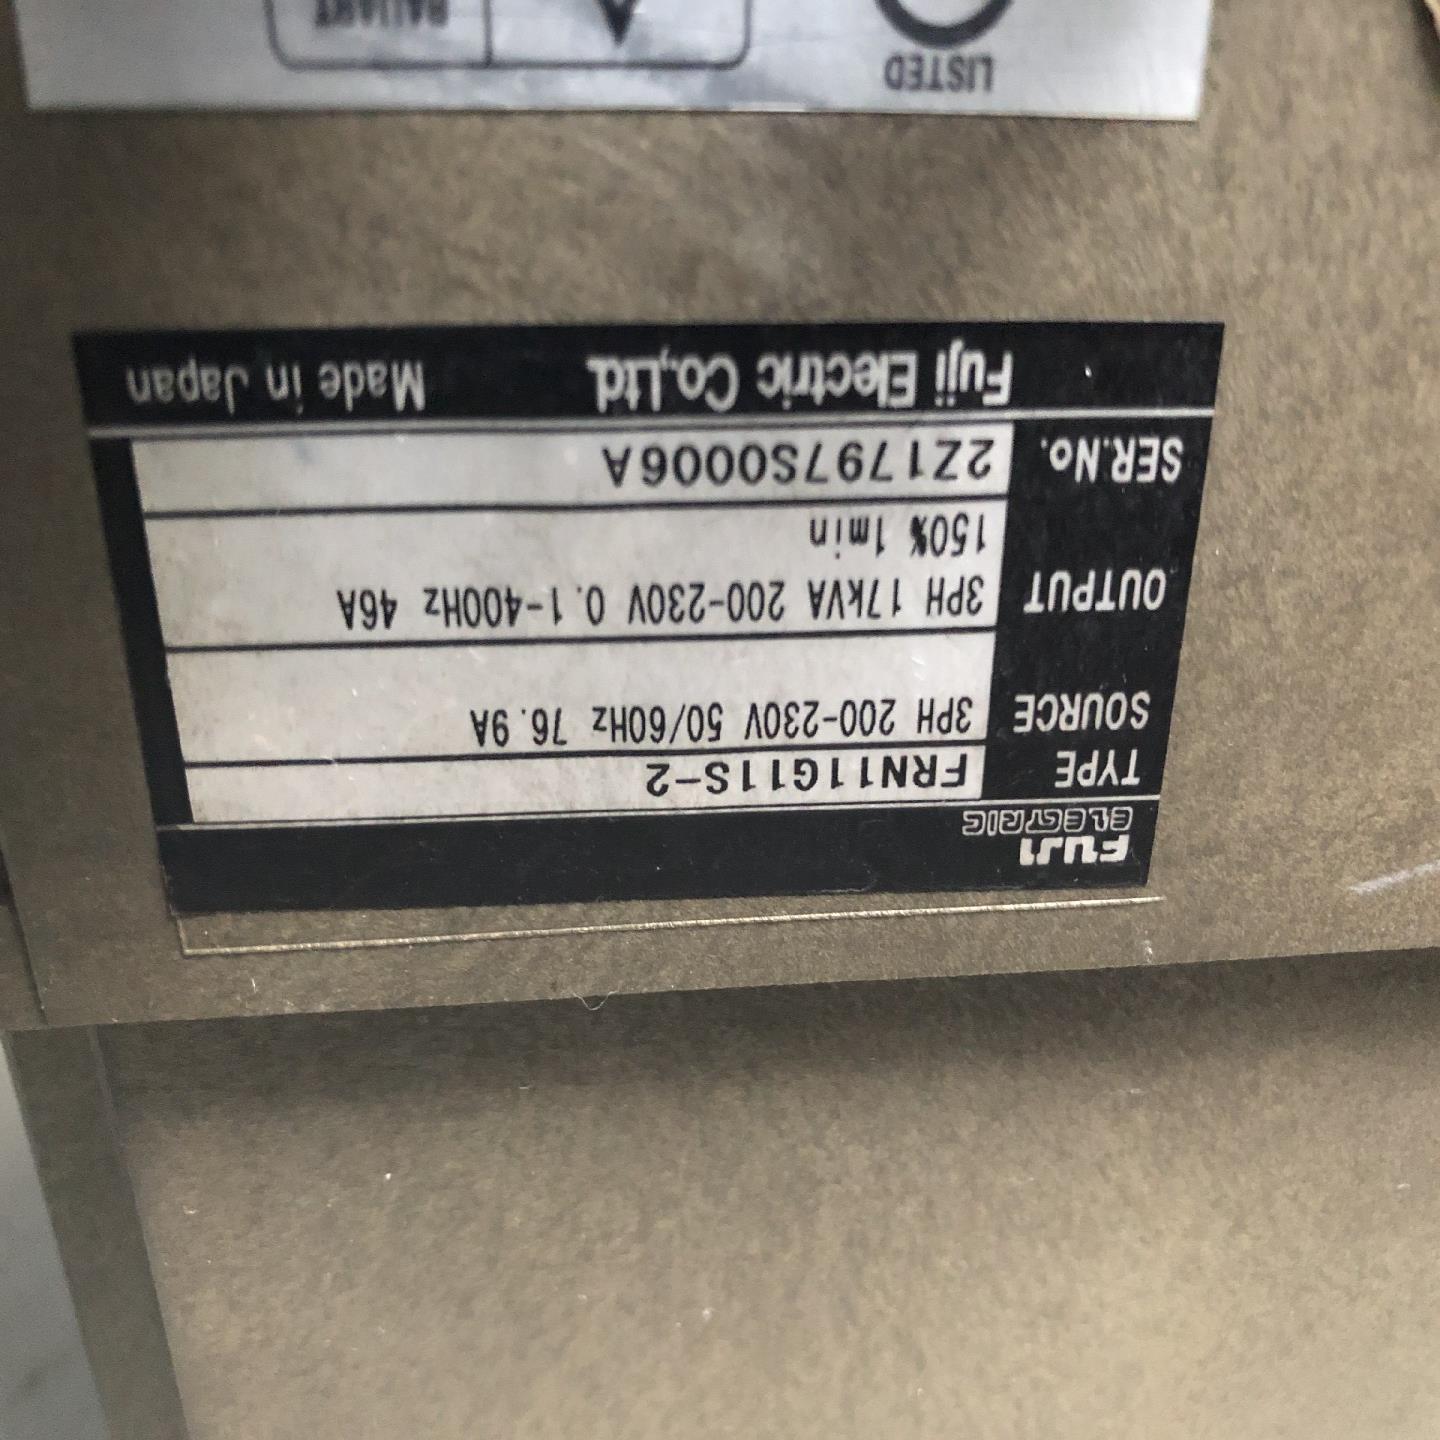 FUJI
ELECTRIC
TYPE FRN11G11S-2
SOURCE 3PH 200-230V 50/60Hz 76.9A
OUTPUT 3PH 17kVA 200-230V 0.1-400Hz 46A
150% 1min
SER.No. 2Z1797S0006A
Fuji Electric Co.,Ltd. Made in Japan
LISTED